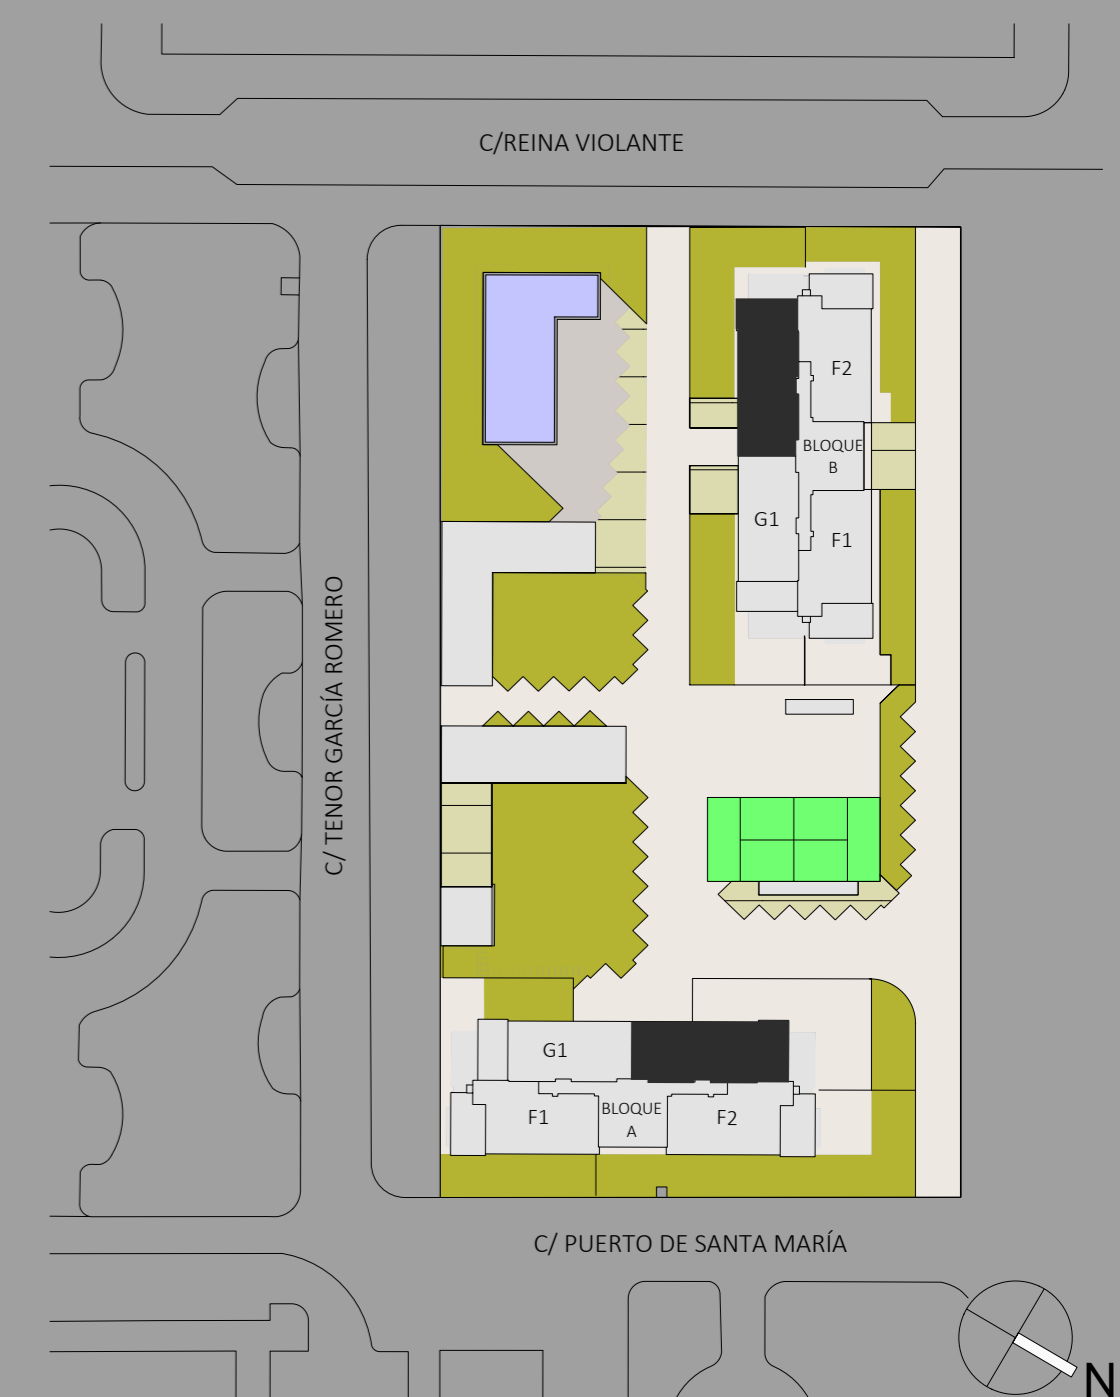 C/REINA VIOLANTE
F2
BLOQUE
B
G1
F1
C/ TENOR GARCÍA ROMERO
G1
F1
BLOQUE
A
F2
C/ PUERTO DE SANTA MARÍA
N